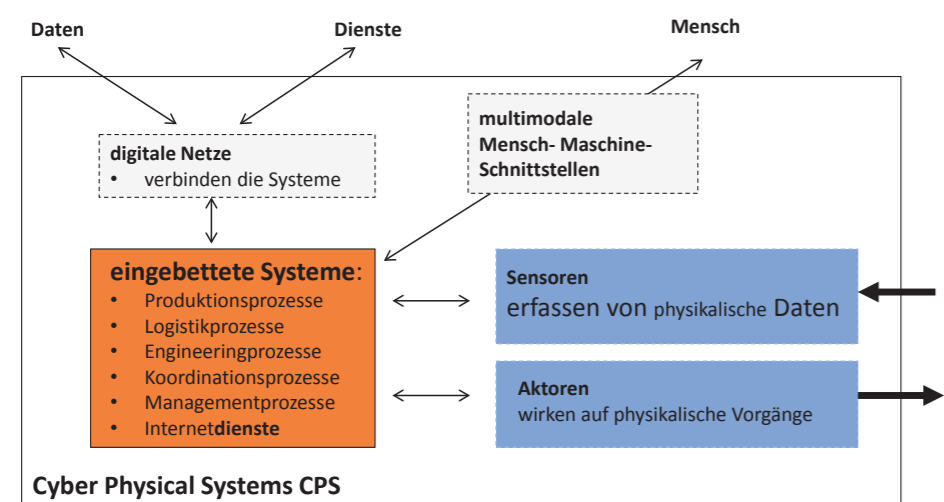 Daten
Dienste
Mensch
digitale Netze
• verbinden die Systeme
multimodale
Mensch- Maschine-
Schnittstellen
eingebettete Systeme:
• Produktionsprozesse
• Logistikprozesse
• Engineeringprozesse
• Koordinationsprozesse
• Managementprozesse
• Internetdienste
Sensoren
erfassen von physikalische Daten
Aktoren
wirken auf physikalische Vorgänge
Cyber Physical Systems CPS